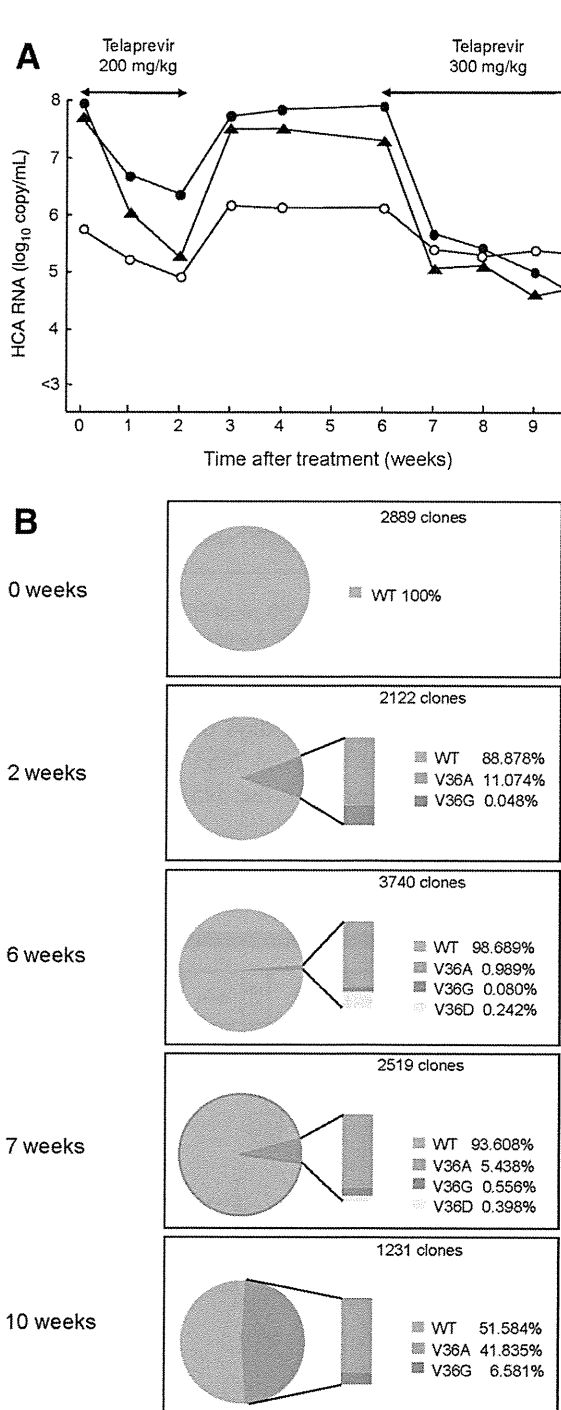 A
Telaprevir
200 mg/kg
Telaprevir
300 mg/kg
HCA RNA (log10 copy/mL)
8
7
6
5
4
<3
0 1 2 3 4 6 7 8 9
Time after treatment (weeks)
B
0 weeks
2889 clones
WT 100%
2 weeks
2122 clones
WT 88.878%
V36A 11.074%
V36G 0.048%
6 weeks
3740 clones
WT 98.689%
V36A 0.989%
V36G 0.080%
V36D 0.242%
7 weeks
2519 clones
WT 93.608%
V36A 5.438%
V36G 0.556%
V36D 0.398%
10 weeks
1231 clones
WT 51.584%
V36A 41.835%
V36G 6.581%